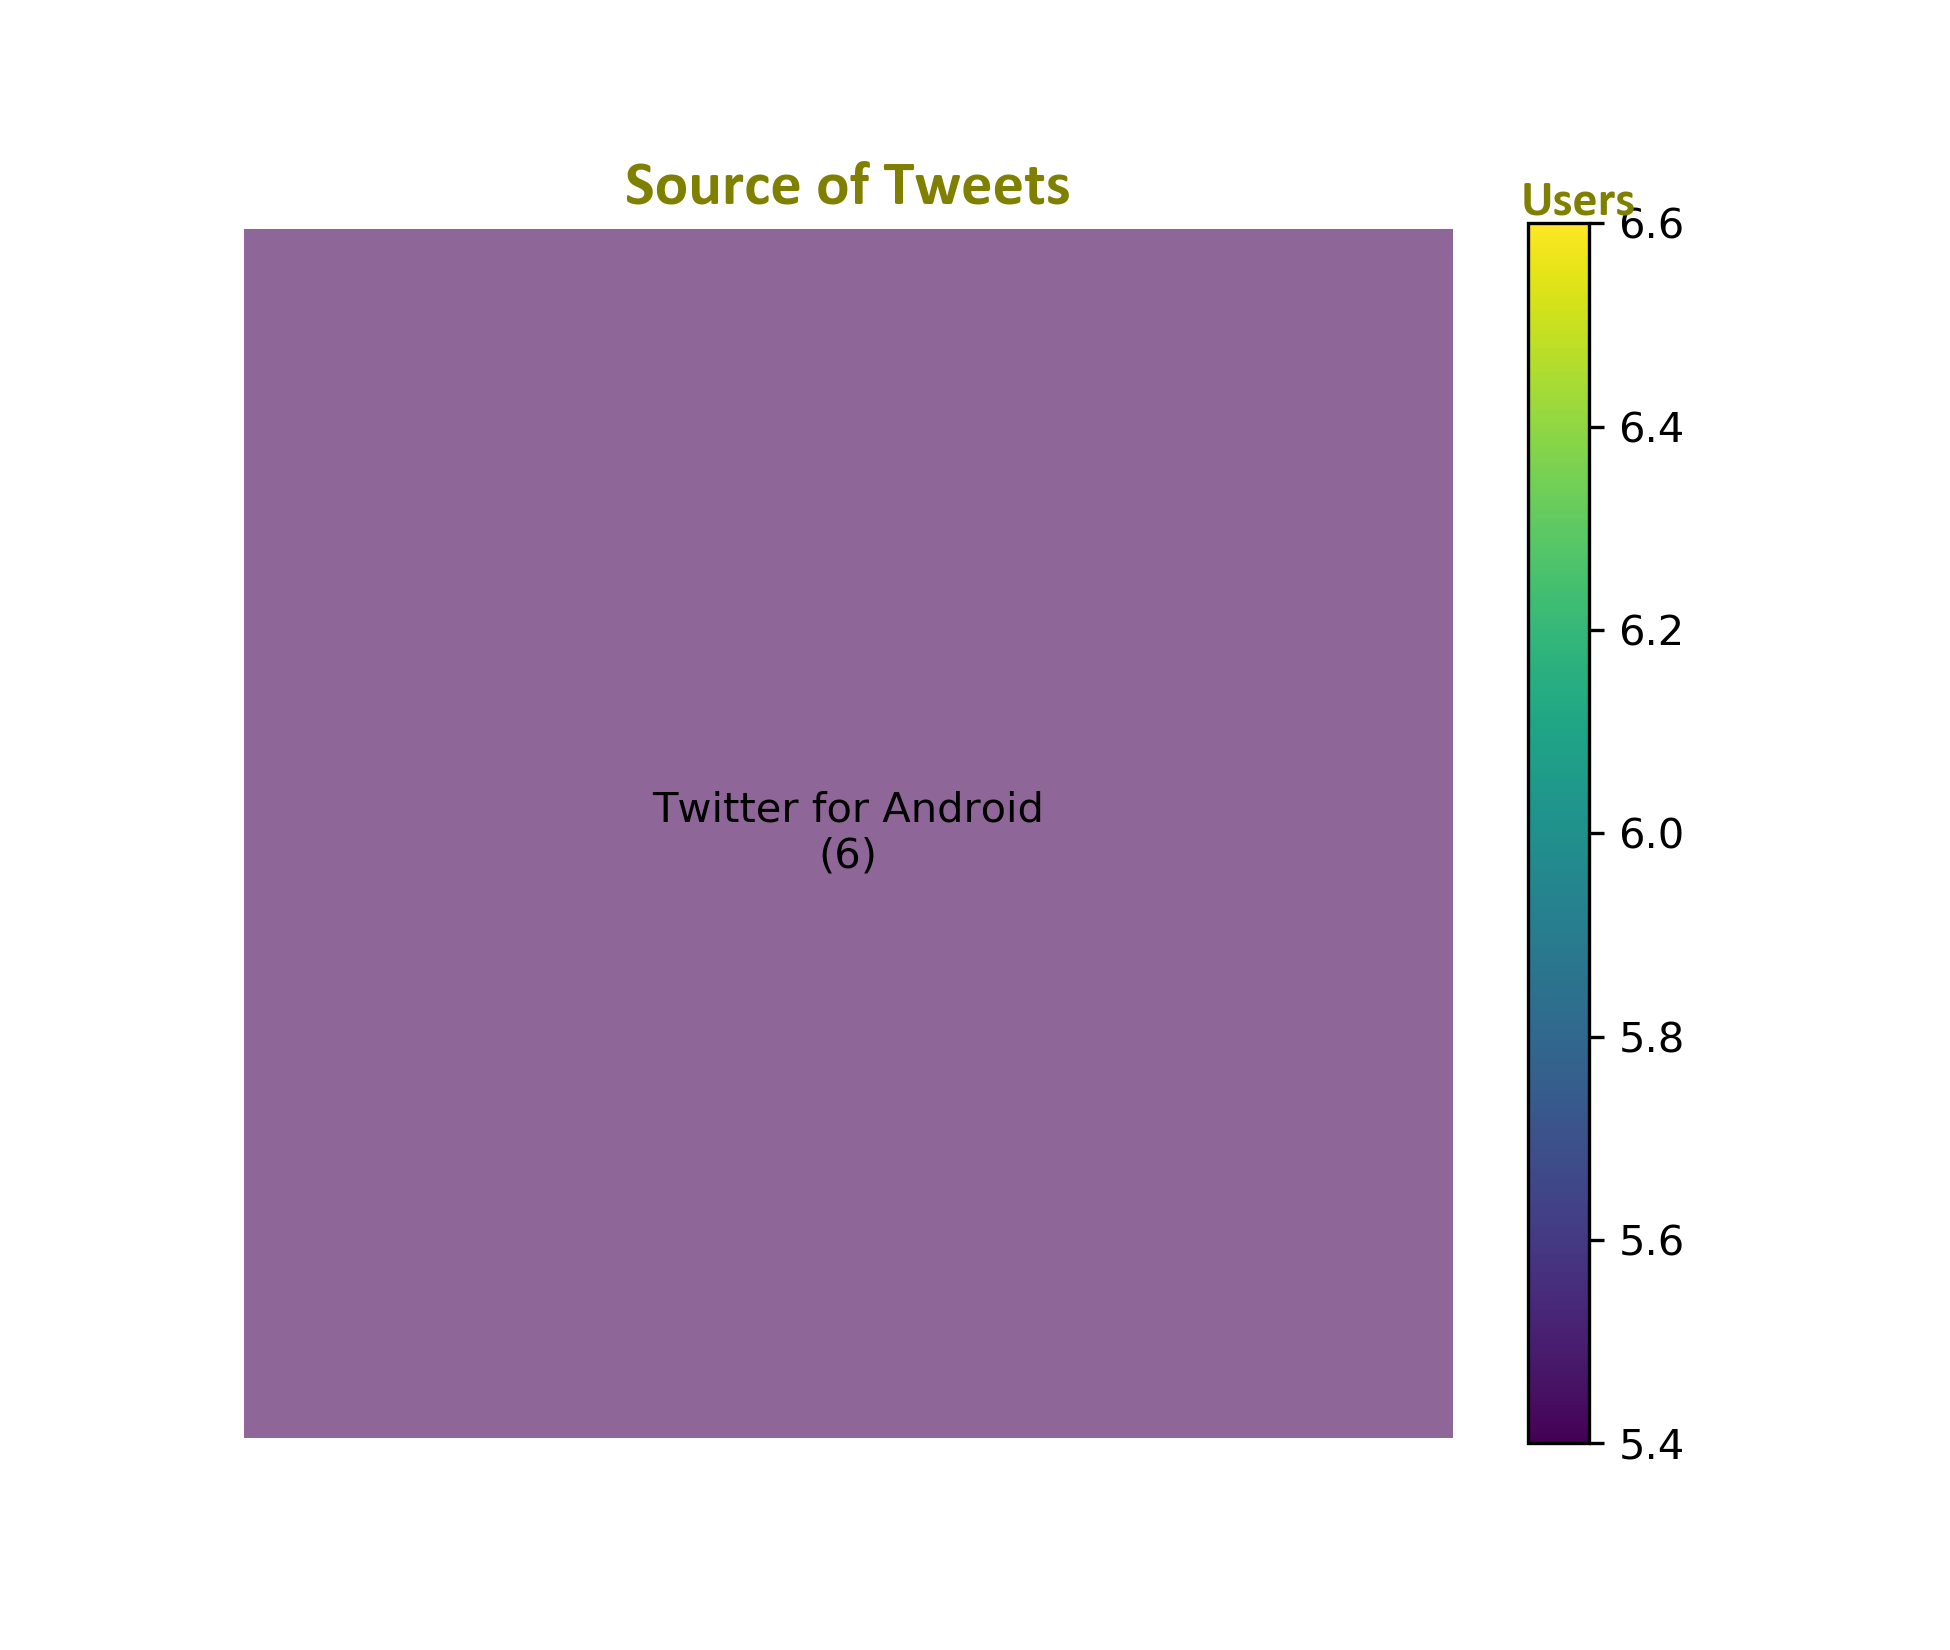 Source of Tweets
Users
6.6
6.4
6.2
Twitter for Android
(6)
6.0
5.8
5.6
5.4